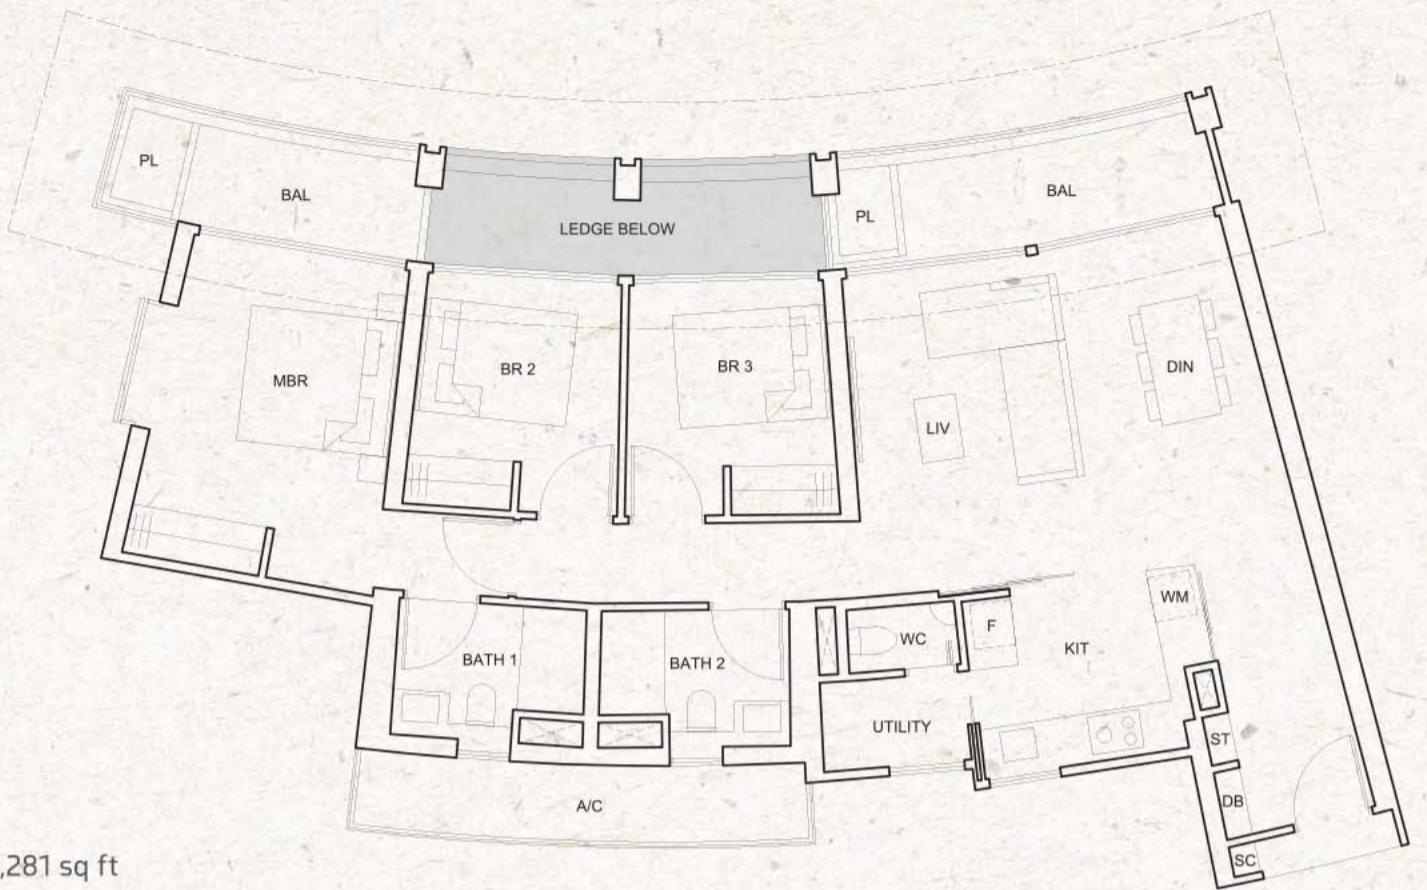 PL
BAL
LEDGE BELOW
PL
BAL
MBR
BR 2
BR 3
LIV
DIN
BATH 1
BATH 2
WC
F
KIT
WM
UTILITY
ST
A/C
DB
SC
,281 sq ft